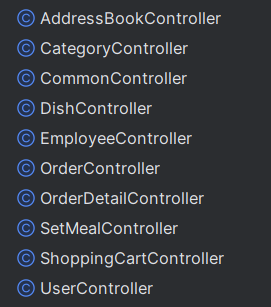 AddressBookController
CategoryController
CommonController
DishController
EmployeeController
OrderController
OrderDetailController
SetMealController
ShoppingCartController
UserController